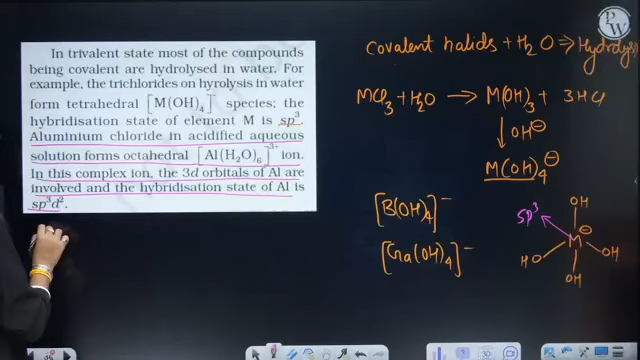 In trivalent state most of the compounds
being covalent are hydrolysed in water. For
example, the trichlorides on hyrolysis in water
form tetrahedral [M(OH)₄]⁻ species; the
hybridisation state of element M is sp³.
Aluminium chloride in acidified aqueous
solution forms octahedral [Al(H₂O)₆]³⁺ ion.
In this complex ion, the 3d orbitals of Al are
involved and the hybridisation state of Al is
sp³d².
Covalent halids + H₂O ⇒ Hydrolysis
MCl₃ + H₂O ⟶ M(OH)₃ + 3HCl
↓ OH⊖
M(OH)₄⊖
[B(OH)₄]⁻
[Ga(OH)₄]⁻
sp³
OH
M⊖
HO
OH
OH
P
W